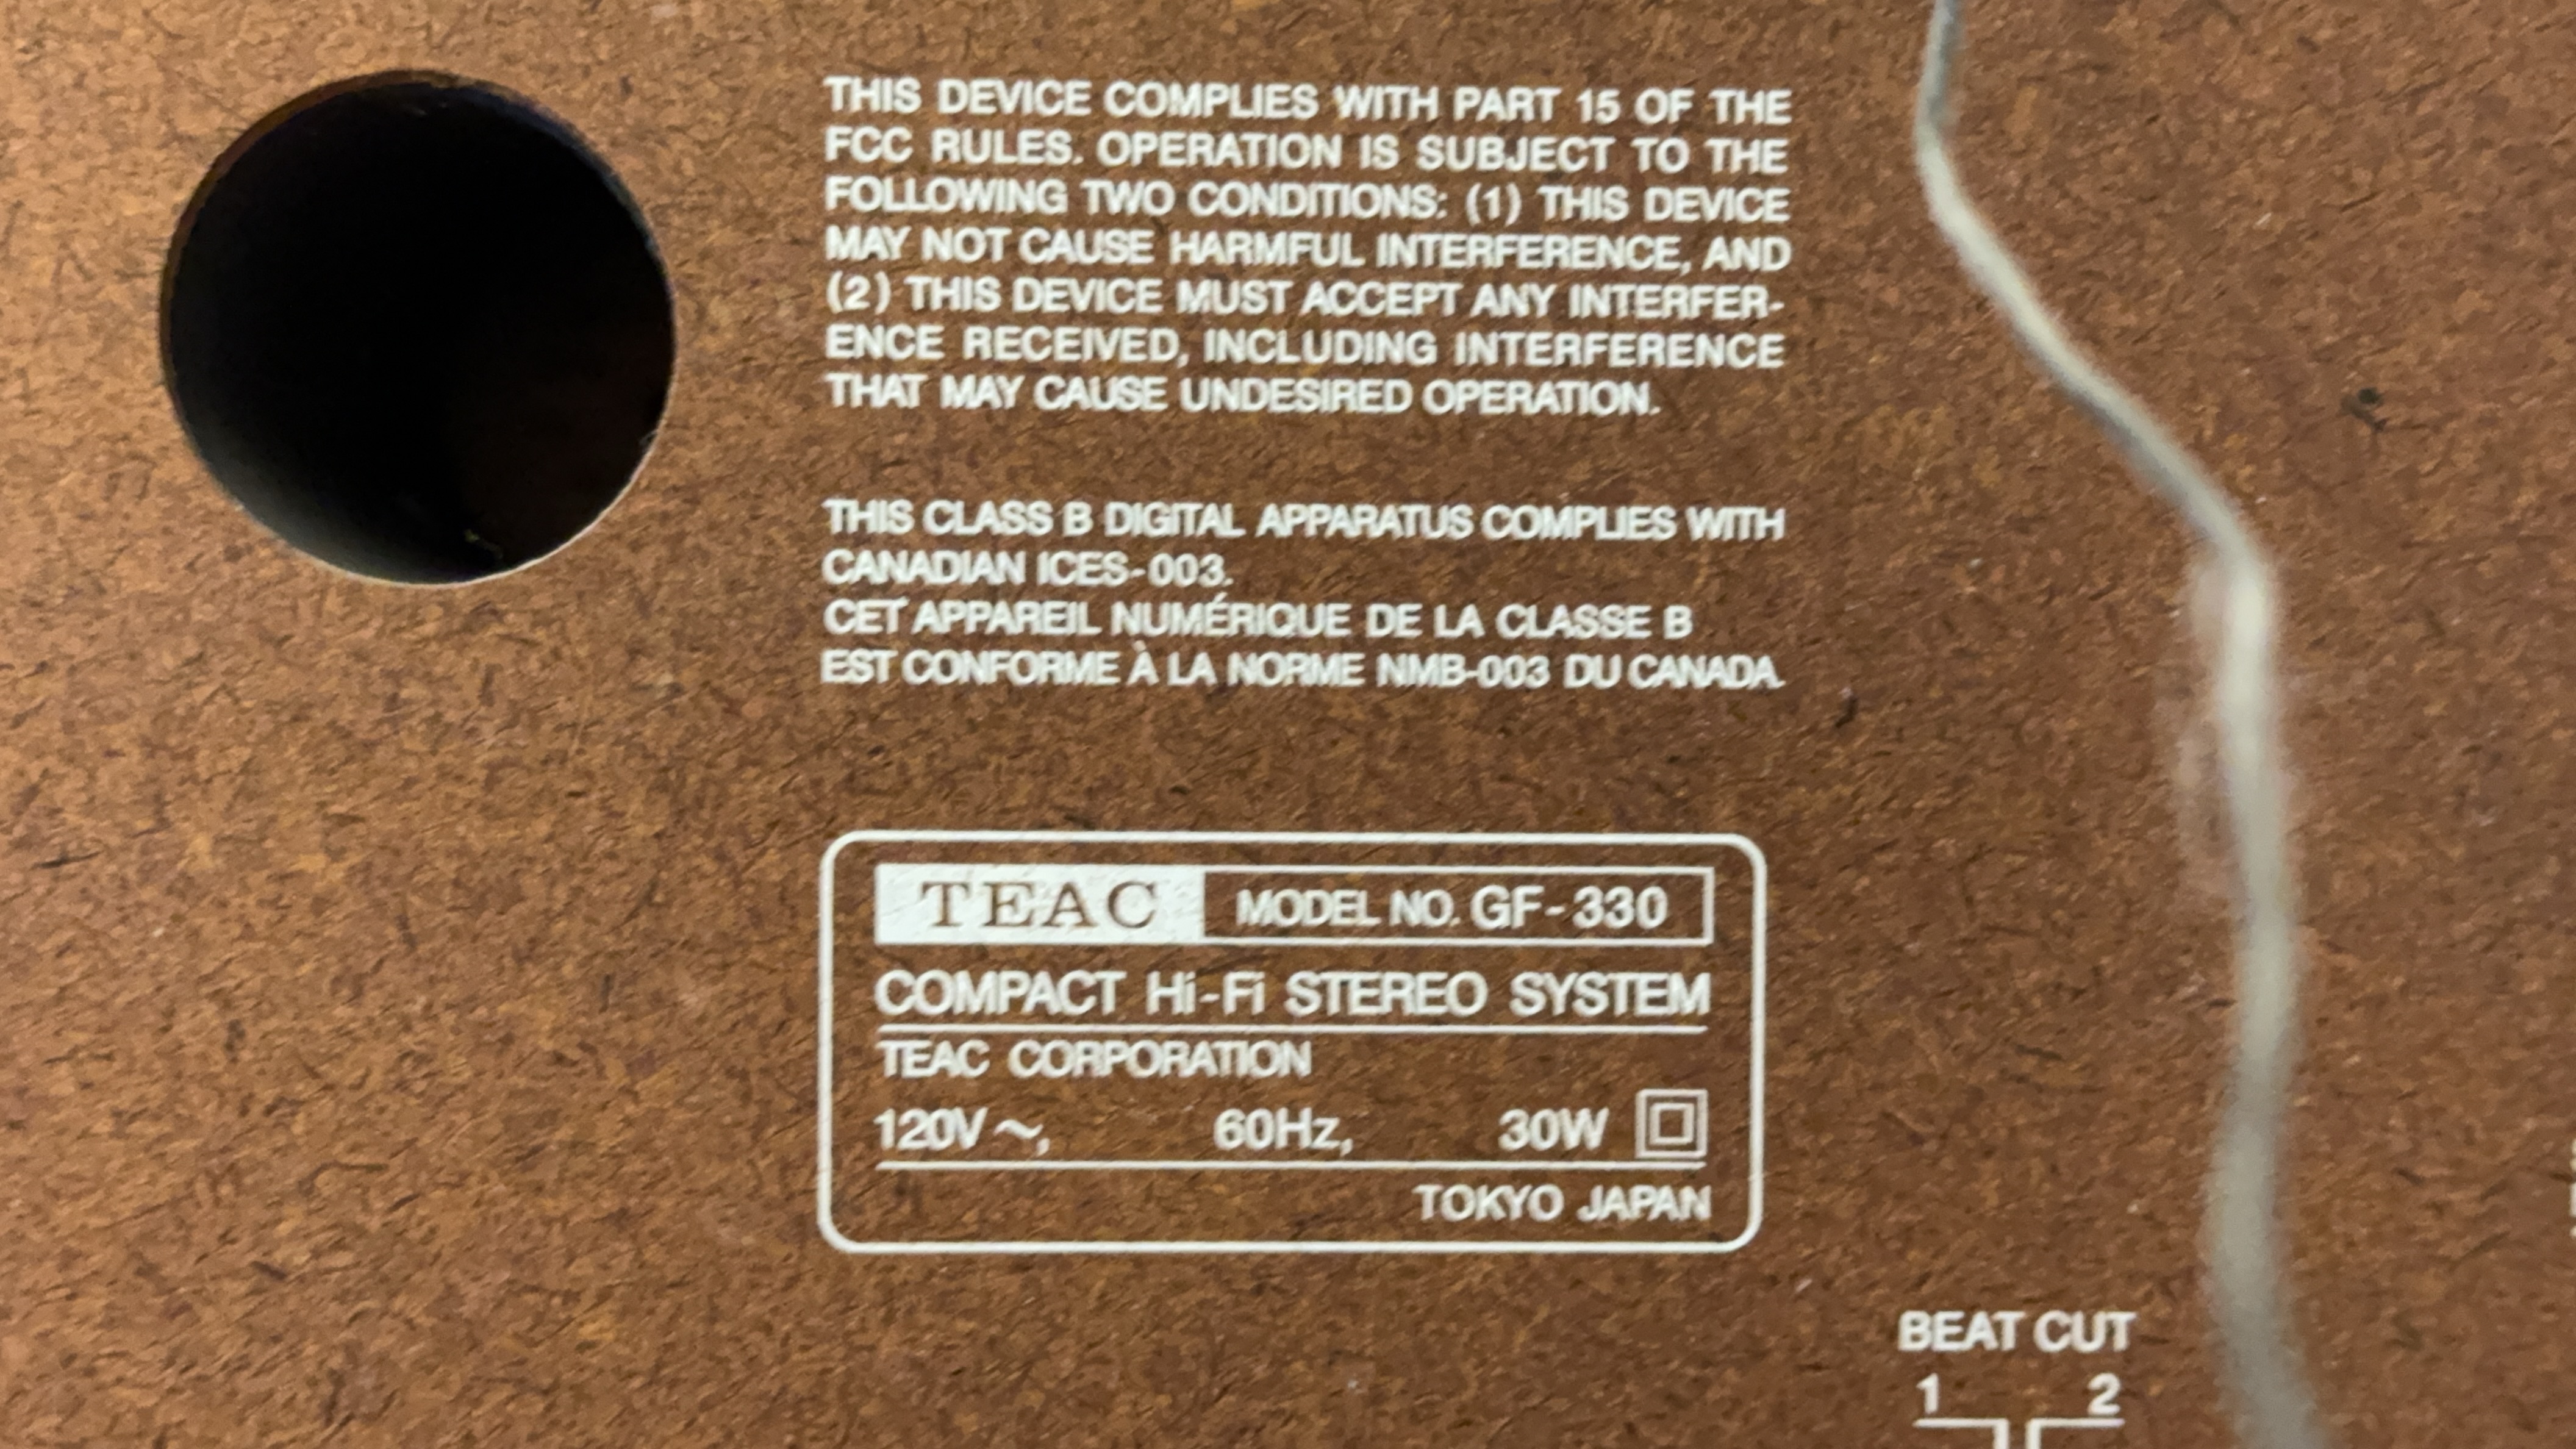 THIS DEVICE COMPLIES WITH PART 15 OF THE
FCC RULES. OPERATION IS SUBJECT TO THE
FOLLOWING TWO CONDITIONS: (1) THIS DEVICE
MAY NOT CAUSE HARMFUL INTERFERENCE, AND
(2) THIS DEVICE MUST ACCEPT ANY INTERFER-
ENCE RECEIVED, INCLUDING INTERFERENCE
THAT MAY CAUSE UNDESIRED OPERATION.
THIS CLASS B DIGITAL APPARATUS COMPLIES WITH
CANADIAN ICES-003.
CET APPAREIL NUMÉRIQUE DE LA CLASSE B
EST CONFORME À LA NORME NMB-003 DU CANADA.
TEAC MODEL NO. GF-330
COMPACT Hi-Fi STEREO SYSTEM
TEAC CORPORATION
120V~, 60Hz, 30W
TOKYO JAPAN
BEAT CUT
1 2